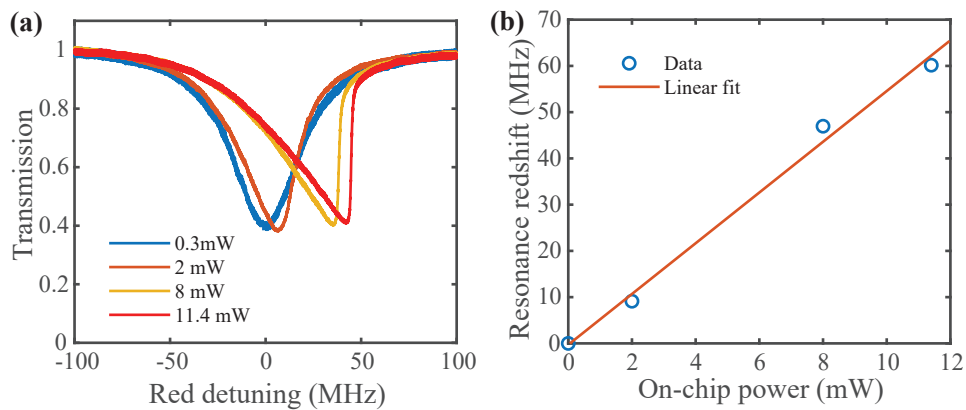 (a)
Transmission
1
0.8
0.6
0.4
0.2
0
-100
-50
0
50
100
Red detuning (MHz)
0.3mW
2 mW
8 mW
11.4 mW
(b)
Resonance redshift (MHz)
70
60
50
40
30
20
10
0
0
2
4
6
8
10
12
On-chip power (mW)
Data
Linear fit